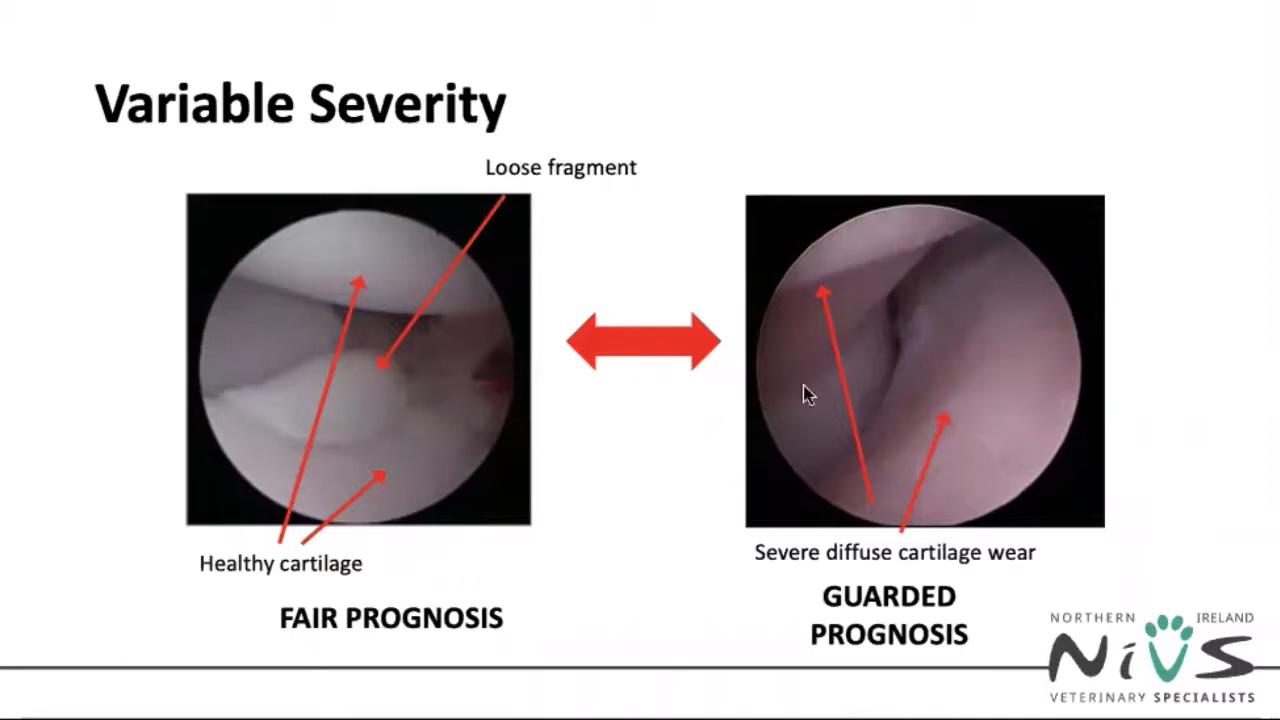 Variable Severity
Loose fragment
Healthy cartilage
FAIR PROGNOSIS
Severe diffuse cartilage wear
GUARDED
PROGNOSIS
NORTHERN IRELAND
NiVS
VETERINARY SPECIALISTS